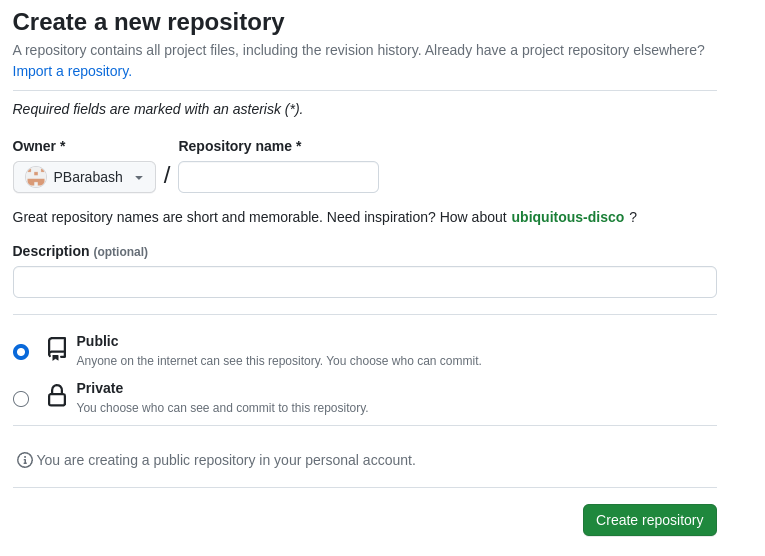 Create a new repository
A repository contains all project files, including the revision history. Already have a project repository elsewhere?
Import a repository.
Required fields are marked with an asterisk (*).
Owner * Repository name *
PBarabash / 
Great repository names are short and memorable. Need inspiration? How about ubiquitous-disco ?
Description (optional)
Public
Anyone on the internet can see this repository. You choose who can commit.
Private
You choose who can see and commit to this repository.
You are creating a public repository in your personal account.
Create repository